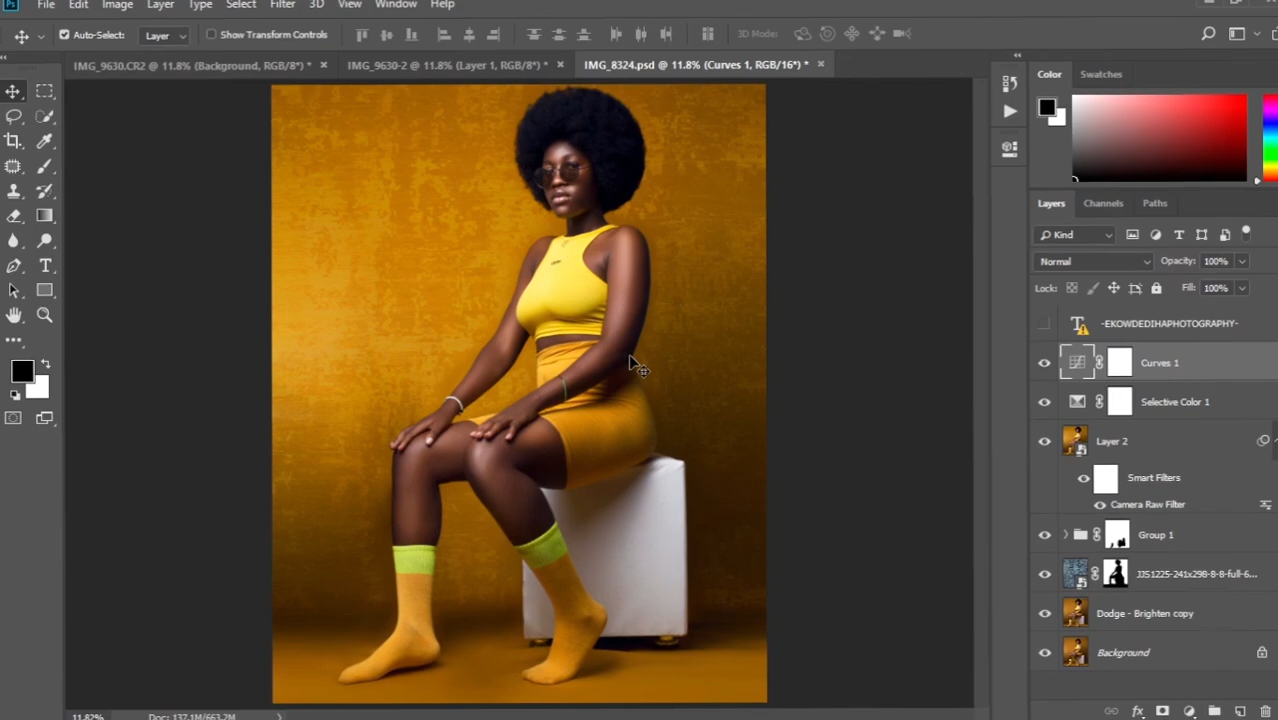 Ps File Edit Image Layer Type Select Filter 3D View Window Help
Auto-Select: Layer Show Transform Controls 3D Mode:
IMG_9630.CR2 @ 11.8% (Background, RGB/8*) * × IMG_9630-2 @ 11.8% (Layer 1, RGB/8*) * × IMG_8324.psd @ 11.8% (Curves 1, RGB/16*) * ×
Color Swatches
Layers Channels Paths
Kind
Normal Opacity: 100%
Lock: Fill: 100%
-EKOWDEDIHAPHOTOGRAPHY-
Curves 1
Selective Color 1
Layer 2
Smart Filters
Camera Raw Filter
Group 1
JJS1225-241x298-8-8-full-6...
Dodge - Brighten copy
Background
11.82% Doc: 137.1M/663.2M